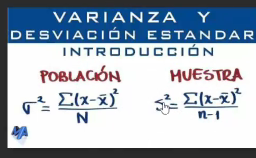 VARIANZA Y
DESVIACIÓN ESTANDAR
INTRODUCCIÓN
POBLACIÓN MUESTRA
σ² = Σ(x-x̄)² / N
S² = Σ(x-x̄)² / n-1